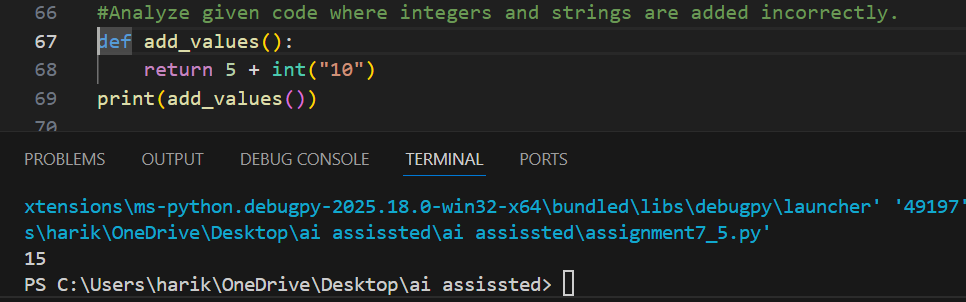 66 #Analyze given code where integers and strings are added incorrectly.
67 def add_values():
68     return 5 + int("10")
69 print(add_values())
70
PROBLEMS OUTPUT DEBUG CONSOLE TERMINAL PORTS
xtensions\ms-python.debugpy-2025.18.0-win32-x64\bundled\libs\debugpy\launcher' '49197'
s\harik\OneDrive\Desktop\ai assissted\ai assissted\assignment7_5.py'
15
PS C:\Users\harik\OneDrive\Desktop\ai assissted>